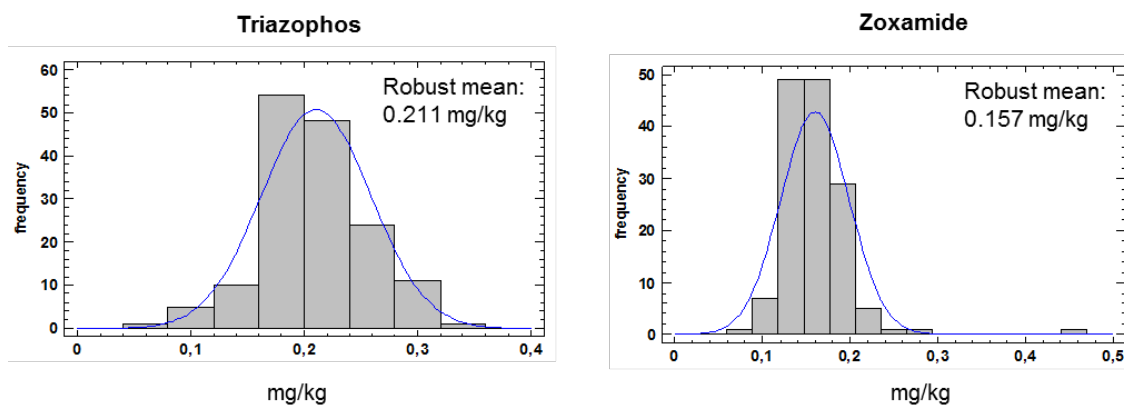 Triazophos
60
50
40
30
20
10
0
frequency
Robust mean:
0.211 mg/kg
0
0,1
0,2
0,3
0,4
mg/kg
Zoxamide
50
40
30
20
10
0
frequency
Robust mean:
0.157 mg/kg
0
0,1
0,2
0,3
0,4
0,5
mg/kg